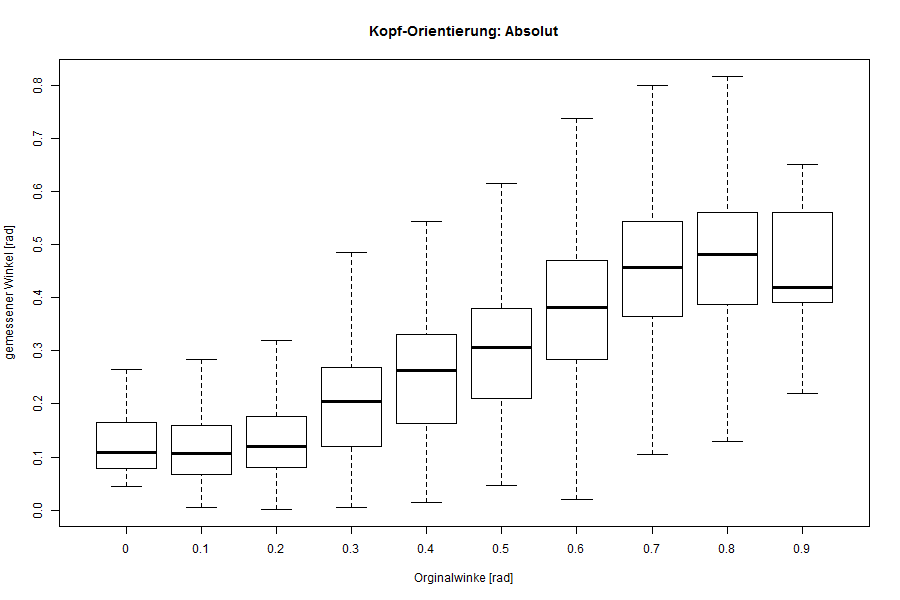 Kopf-Orientierung: Absolut
gemessener Winkel [rad]
0.8
0.7
0.6
0.5
0.4
0.3
0.2
0.1
0.0
0 0.1 0.2 0.3 0.4 0.5 0.6 0.7 0.8 0.9
Orginalwinke [rad]